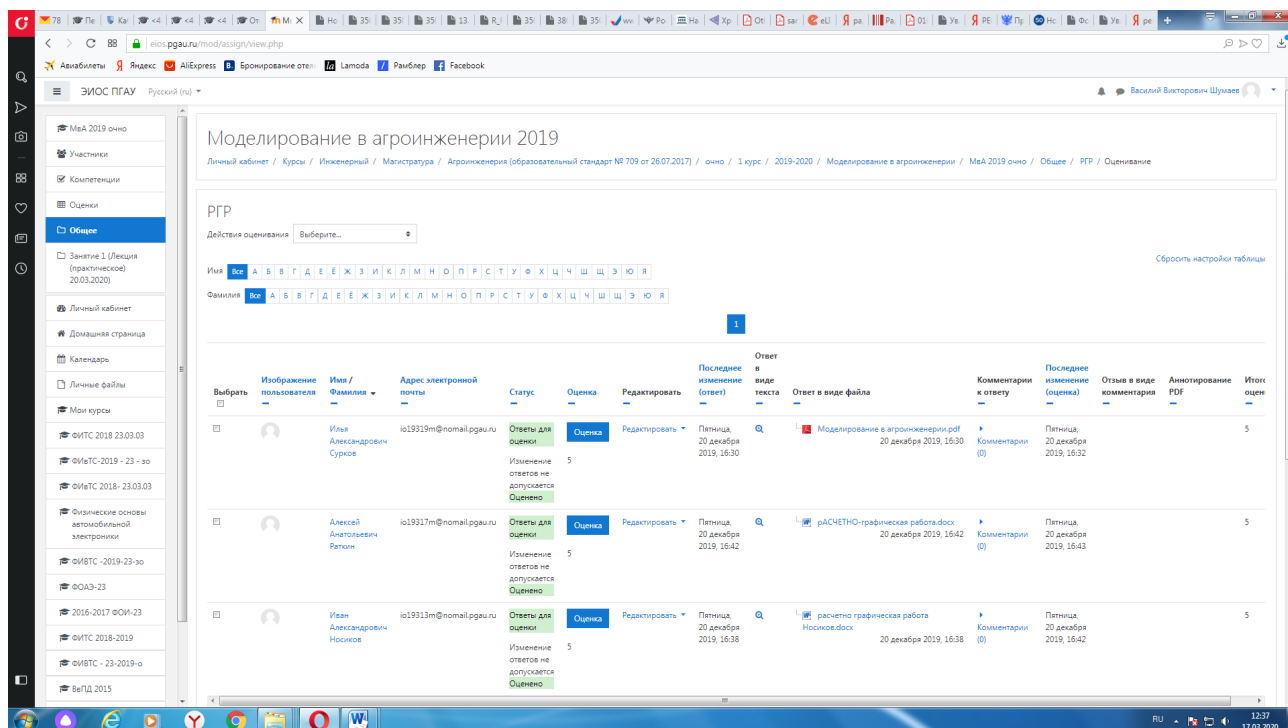 78
eios.pgau.ru/mod/assign/view.php
88
Авиабилеты Яндекс AliExpress Бронирование отел Lamoda Рамблер Facebook
ЭИОС ПГАУ Русский (ru) Василий Викторович Шумаев
МвА 2019 очно
Участники
Компетенции
Оценки
Общее
Занятие 1 (Лекция
(практическое)
20.03.2020)
Личный кабинет
Домашняя страница
Календарь
Личные файлы
Мои курсы
ФИТС 2018 23.03.03
ФИвТС-2019 - 23 - зо
ФИвТС 2018- 23.03.03
Физические основы
автомобильной
электроники
ФИВТС -2019-23-зо
ФОАЭ-23
2016-2017 ФОИ-23
ФИТС 2018-2019
ФИВТС - 23-2019-о
ВеПД 2015
Моделирование в агроинженерии 2019
Личный кабинет / Курсы / Инженерный / Магистратура / Агроинженерия (образовательный стандарт № 709 от 26.07.2017) / очно / 1 курс / 2019-2020 / Моделирование в агроинженерии / МвА 2019 очно / Общее / РГР / Оценивание
РГР
Действия оценивания Выберите...
Сбросить настройки таблицы
Имя Все А Б В Г Д Е Ё Ж З И К Л М Н О П Р С Т У Ф Х Ц Ч Ш Щ Э Ю Я
Фамилия Все А Б В Г Д Е Ё Ж З И К Л М Н О П Р С Т У Ф Х Ц Ч Ш Щ Э Ю Я
1
Выбрать
Изображение
пользователя
Имя /
Фамилия
Адрес электронной
почты
Статус
Оценка
Редактировать
Последнее
изменение
(ответ)
Ответ
в
виде
текста
Ответ в виде файла
Комментарии
к ответу
Последнее
изменение
(оценка)
Отзыв в виде
комментария
Аннотирование
PDF
Итого
оцен
Илья
Александрович
Сурков
io19319m@nomail.pgau.ru
Ответы для
оценки
Изменение
ответов не
допускается
Оценено
Оценка
5
Редактировать
Пятница,
20 декабря
2019, 16:30
Моделирование в агроинженерии.pdf
20 декабря 2019, 16:30
Комментарии
(0)
Пятница,
20 декабря
2019, 16:32
5
Алексей
Анатольевич
Раткин
io19317m@nomail.pgau.ru
Ответы для
оценки
Изменение
ответов не
допускается
Оценено
Оценка
5
Редактировать
Пятница,
20 декабря
2019, 16:42
рАСЧЕТНО-графическая работа.docx
20 декабря 2019, 16:42
Комментарии
(0)
Пятница,
20 декабря
2019, 16:43
5
Иван
Александрович
Носиков
io19313m@nomail.pgau.ru
Ответы для
оценки
Изменение
ответов не
допускается
Оценено
Оценка
5
Редактировать
Пятница,
20 декабря
2019, 16:38
расчетно графическая работа
Носиков.docx
20 декабря 2019, 16:38
Комментарии
(0)
Пятница,
20 декабря
2019, 16:42
5
RU
12:37
17.03.2020